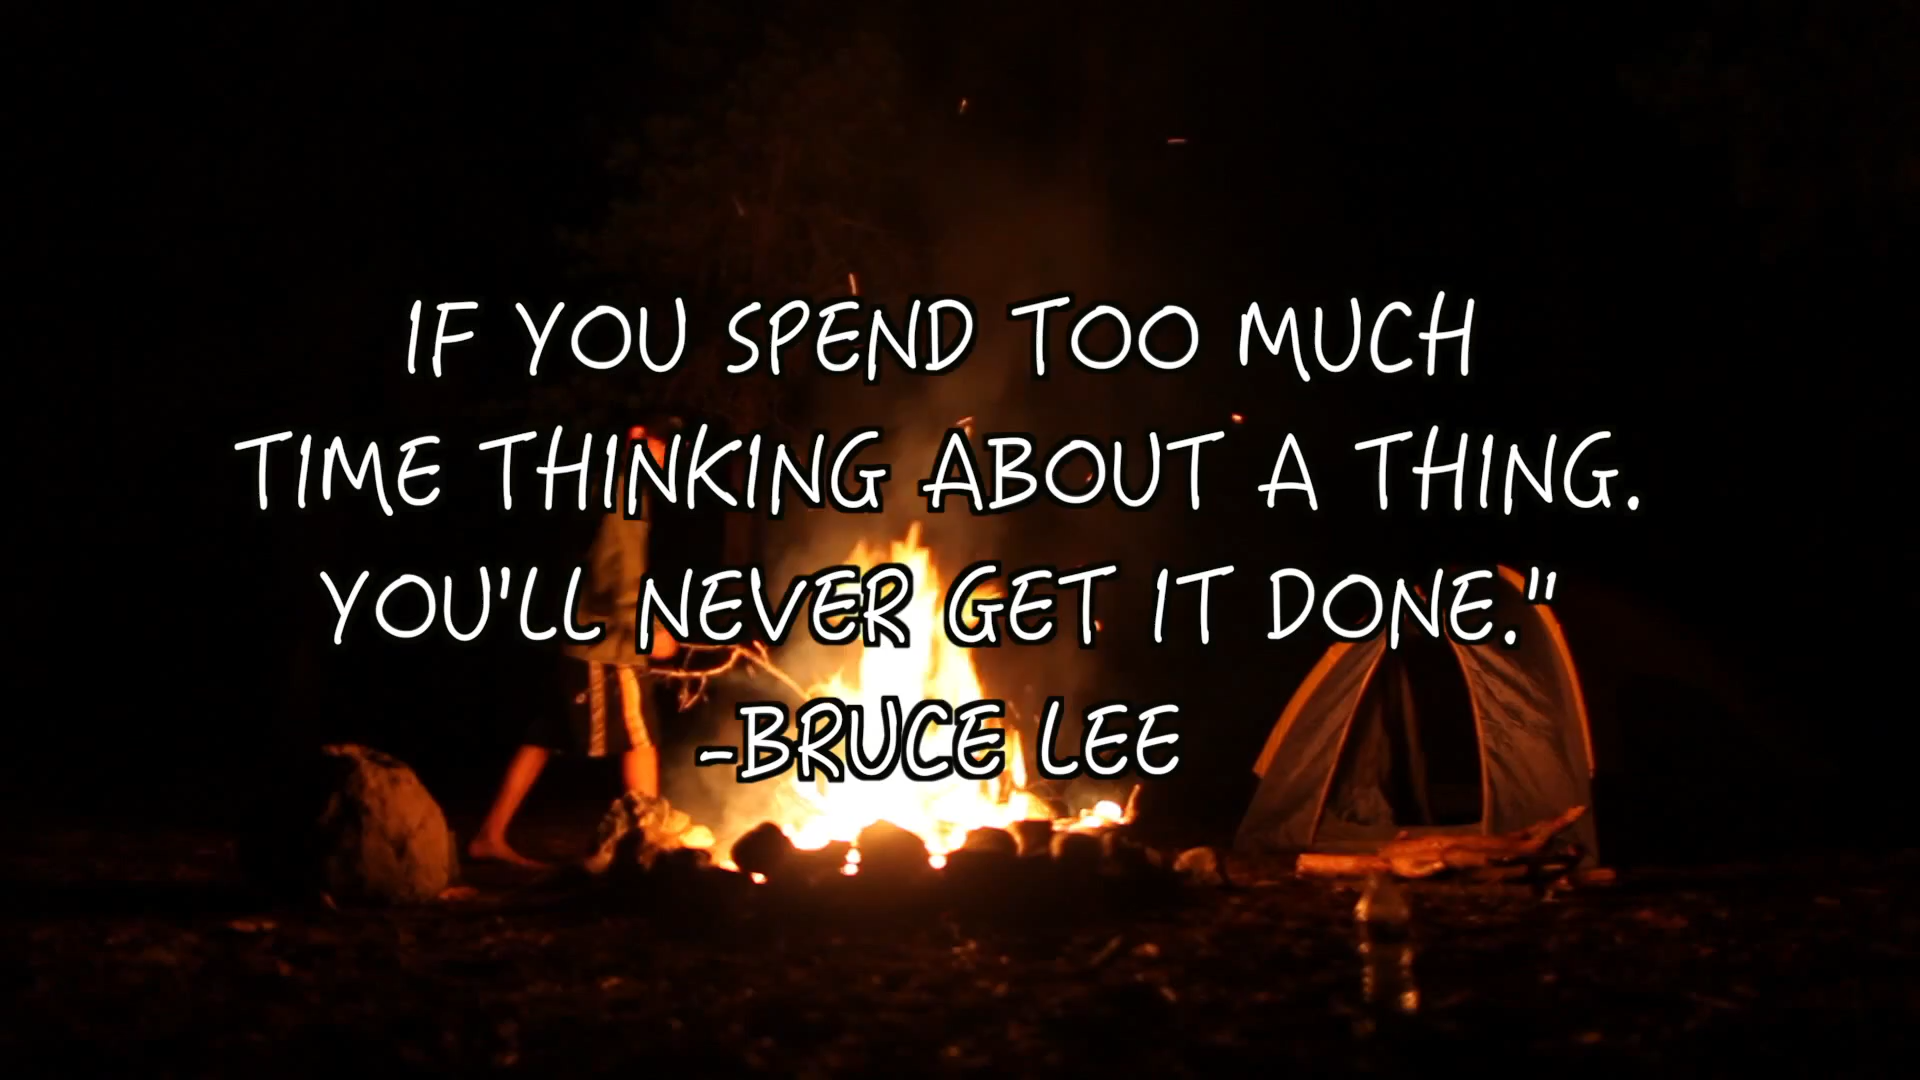 IF YOU SPEND TOO MUCH
TIME THINKING ABOUT A THING.
YOU'LL NEVER GET IT DONE."
-BRUCE LEE